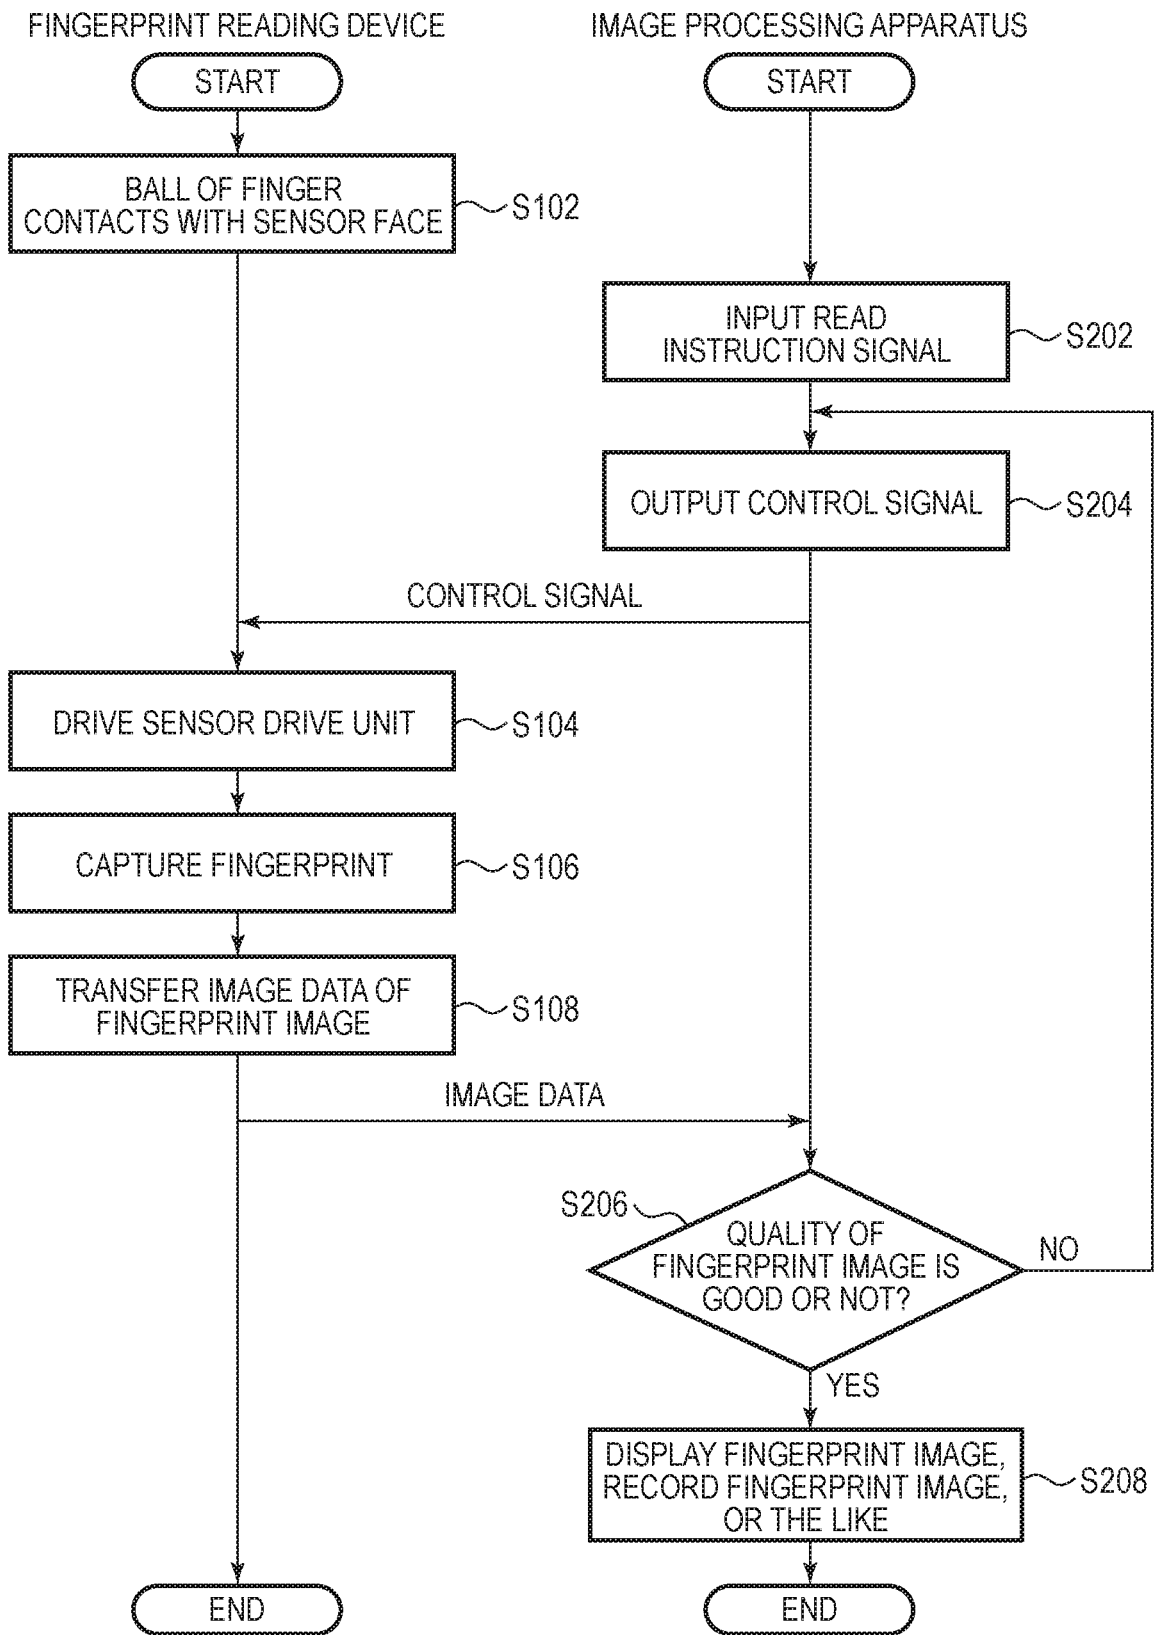 FINGERPRINT READING DEVICE
IMAGE PROCESSING APPARATUS
START
START
BALL OF FINGER
CONTACTS WITH SENSOR FACE
S102
INPUT READ
INSTRUCTION SIGNAL
S202
OUTPUT CONTROL SIGNAL
S204
CONTROL SIGNAL
DRIVE SENSOR DRIVE UNIT
S104
CAPTURE FINGERPRINT
S106
TRANSFER IMAGE DATA OF
FINGERPRINT IMAGE
S108
IMAGE DATA
S206
QUALITY OF
FINGERPRINT IMAGE IS
GOOD OR NOT?
NO
YES
DISPLAY FINGERPRINT IMAGE,
RECORD FINGERPRINT IMAGE,
OR THE LIKE
S208
END
END